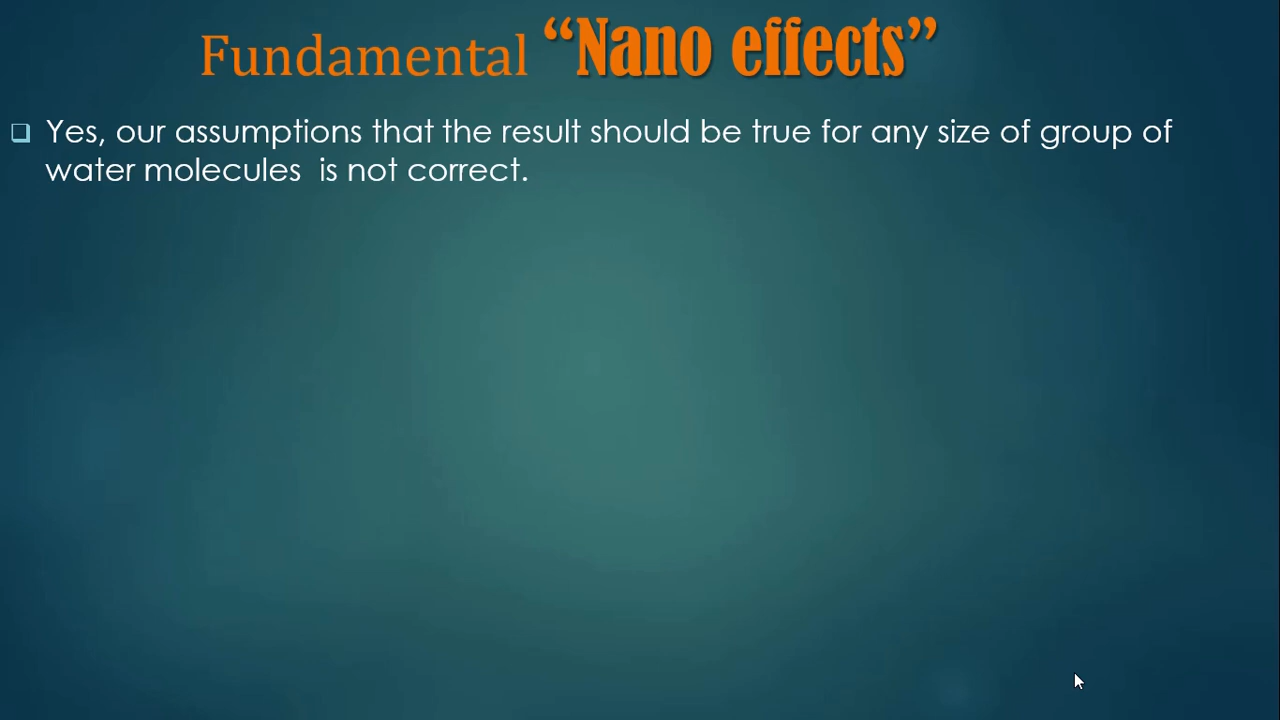 Fundamental “Nano effects”
Yes, our assumptions that the result should be true for any size of group of
water molecules  is not correct.